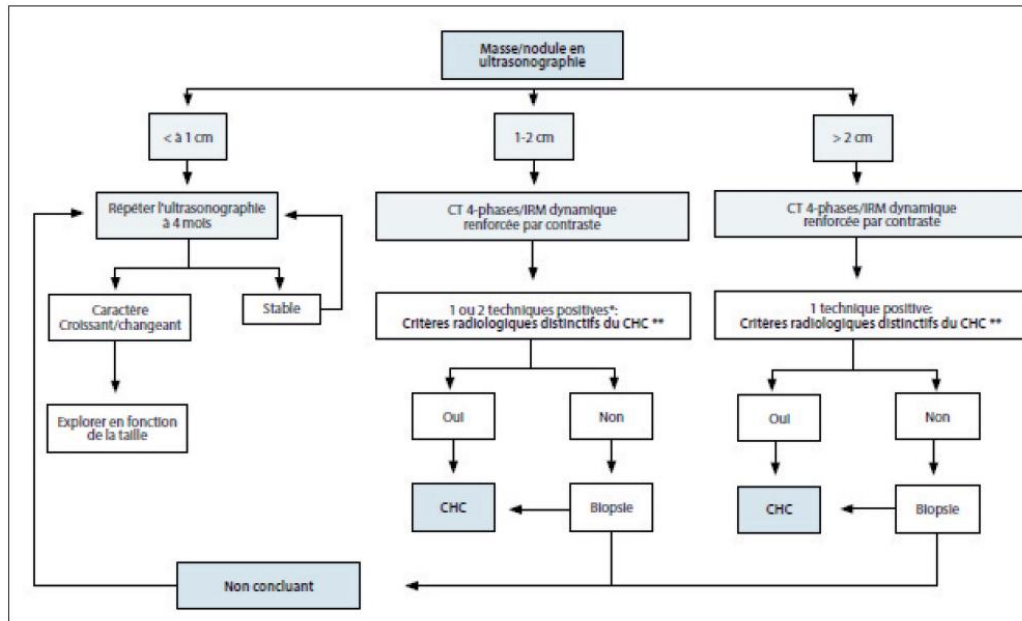 Masse/nodule en
ultrasonographie
< à 1 cm
1-2 cm
> 2 cm
Répéter l'ultrasonographie
à 4 mois
CT 4-phases/IRM dynamique
renforcée par contraste
CT 4-phases/IRM dynamique
renforcée par contraste
Caractère
Croissant/changeant
Stable
1 ou 2 techniques positives*:
Critères radiologiques distinctifs du CHC **
1 technique positive:
Critères radiologiques distinctifs du CHC **
Explorer en fonction
de la taille
Oui
Non
Oui
Non
CHC
Biopsie
CHC
Biopsie
Non concluant